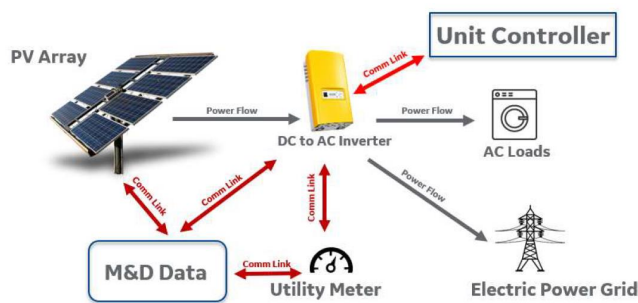 Unit Controller
PV Array
Comm Link
Power Flow
Power Flow
DC to AC Inverter
AC Loads
Comm Link
Comm Link
Comm Link
Power Flow
M&D Data
Comm Link
Utility Meter
Electric Power Grid